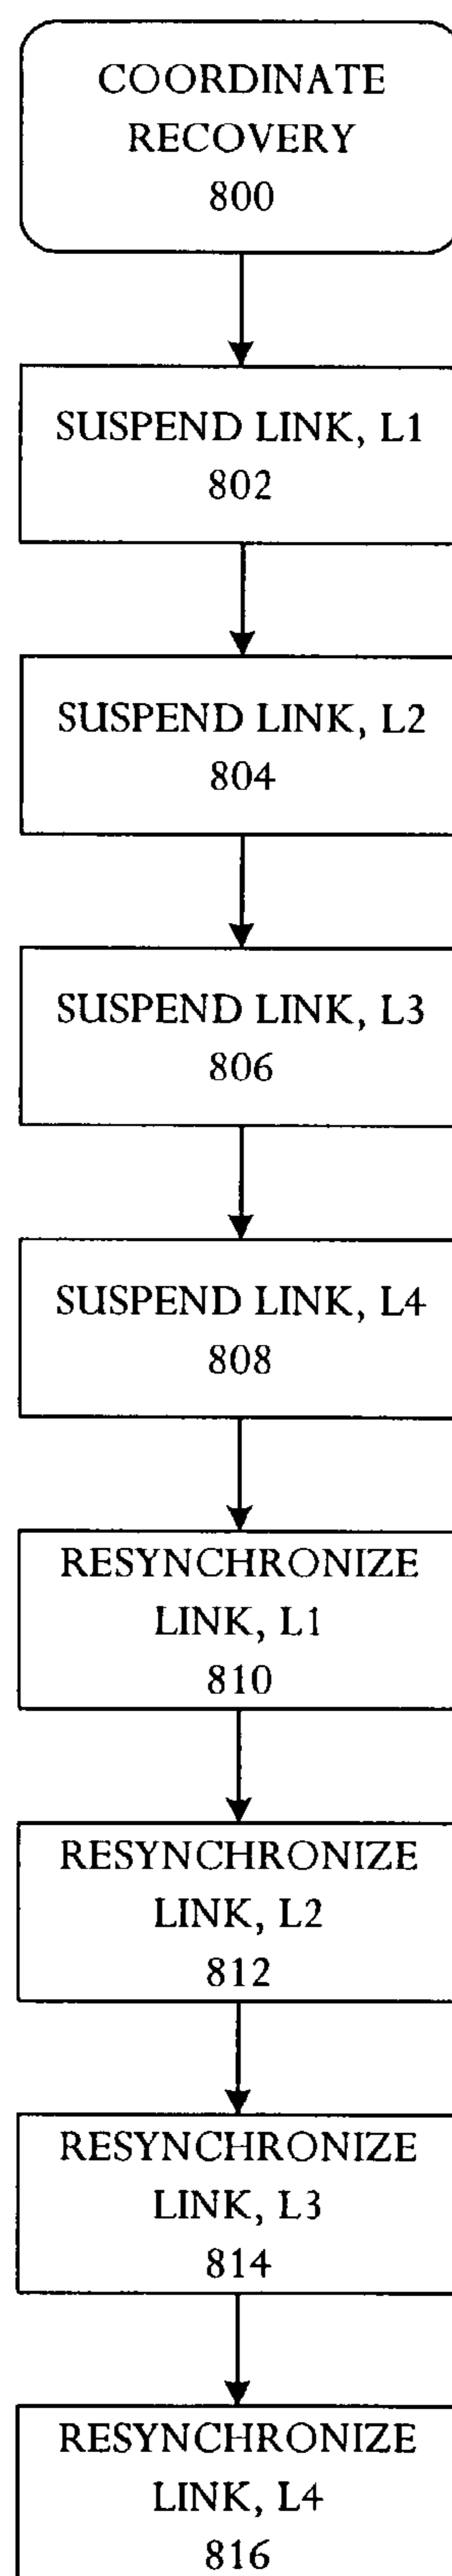 COORDINATE
RECOVERY
800
SUSPEND LINK, L1
802
SUSPEND LINK, L2
804
SUSPEND LINK, L3
806
SUSPEND LINK, L4
808
RESYNCHRONIZE
LINK, L1
810
RESYNCHRONIZE
LINK, L2
812
RESYNCHRONIZE
LINK, L3
814
RESYNCHRONIZE
LINK, L4
816